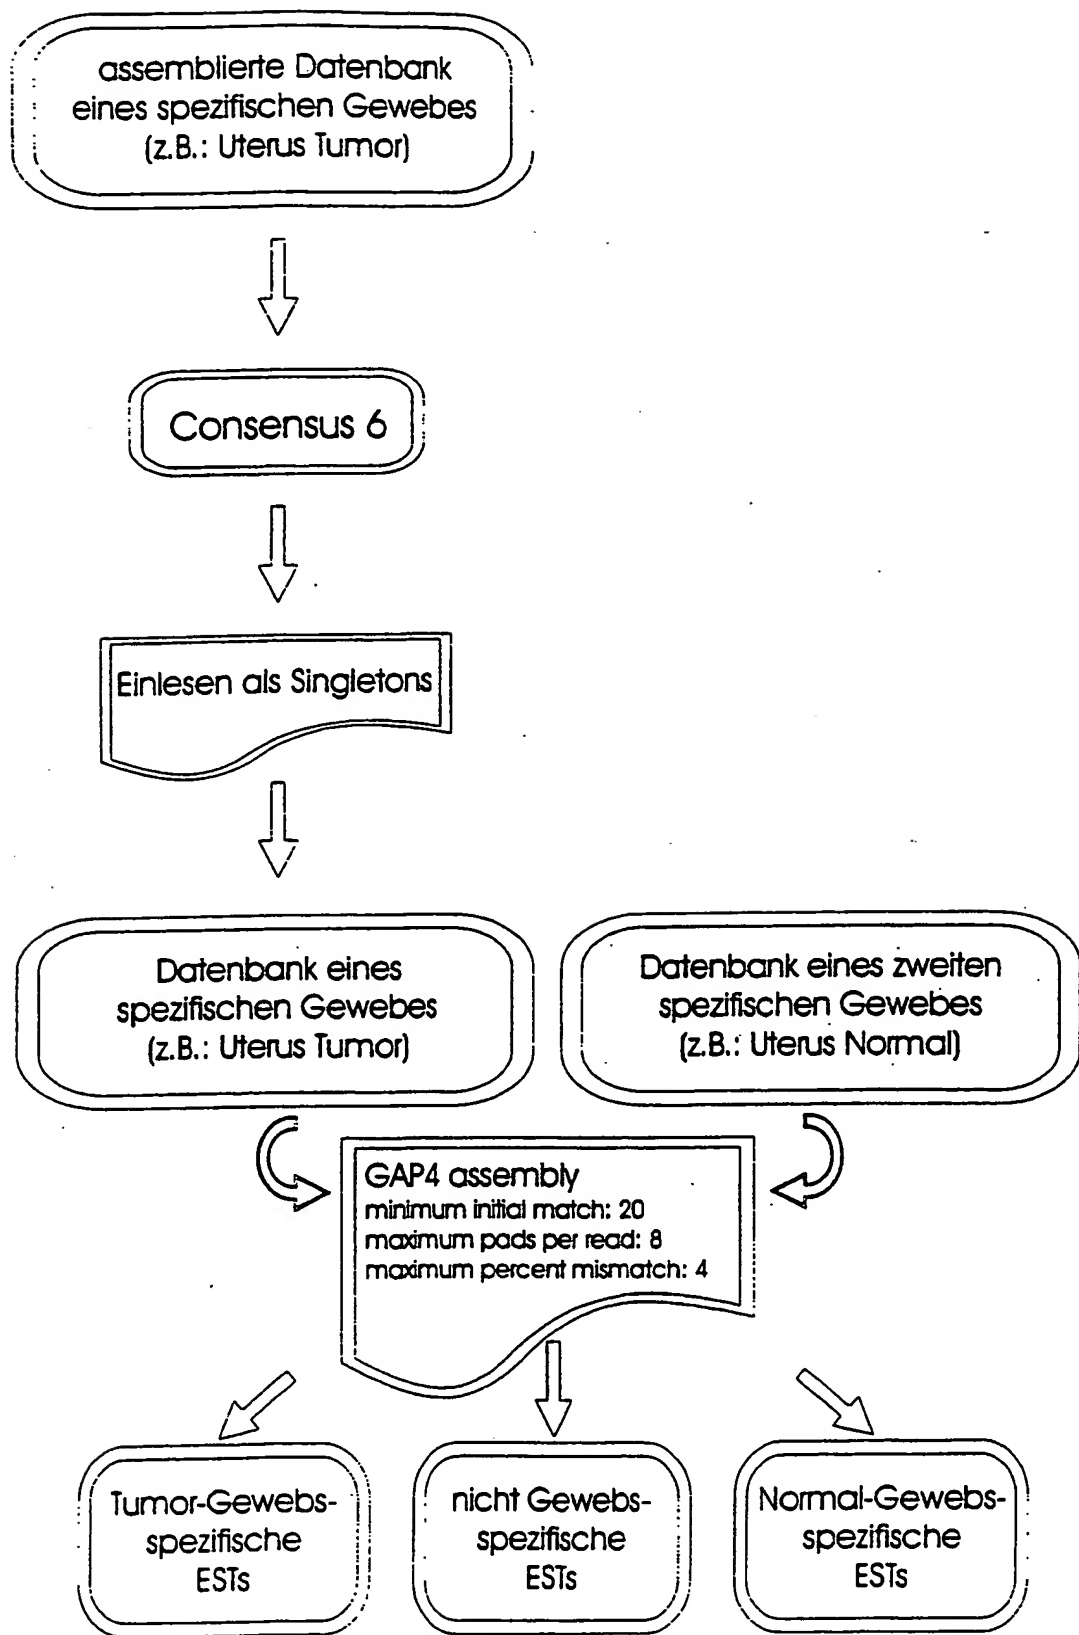 assemblierte Datenbank
eines spezifischen Gewebes
(z.B.: Uterus Tumor)
Consensus 6
Einlesen als Singletons
Datenbank eines
spezifischen Gewebes
(z.B.: Uterus Tumor)
Datenbank eines zweiten
spezifischen Gewebes
(z.B.: Uterus Normal)
GAP4 assembly
minimum initial match: 20
maximum pads per read: 8
maximum percent mismatch: 4
Tumor-Gewebs-
spezifische
ESTs
nicht Gewebs-
spezifische
ESTs
Normal-Gewebs-
spezifische
ESTs